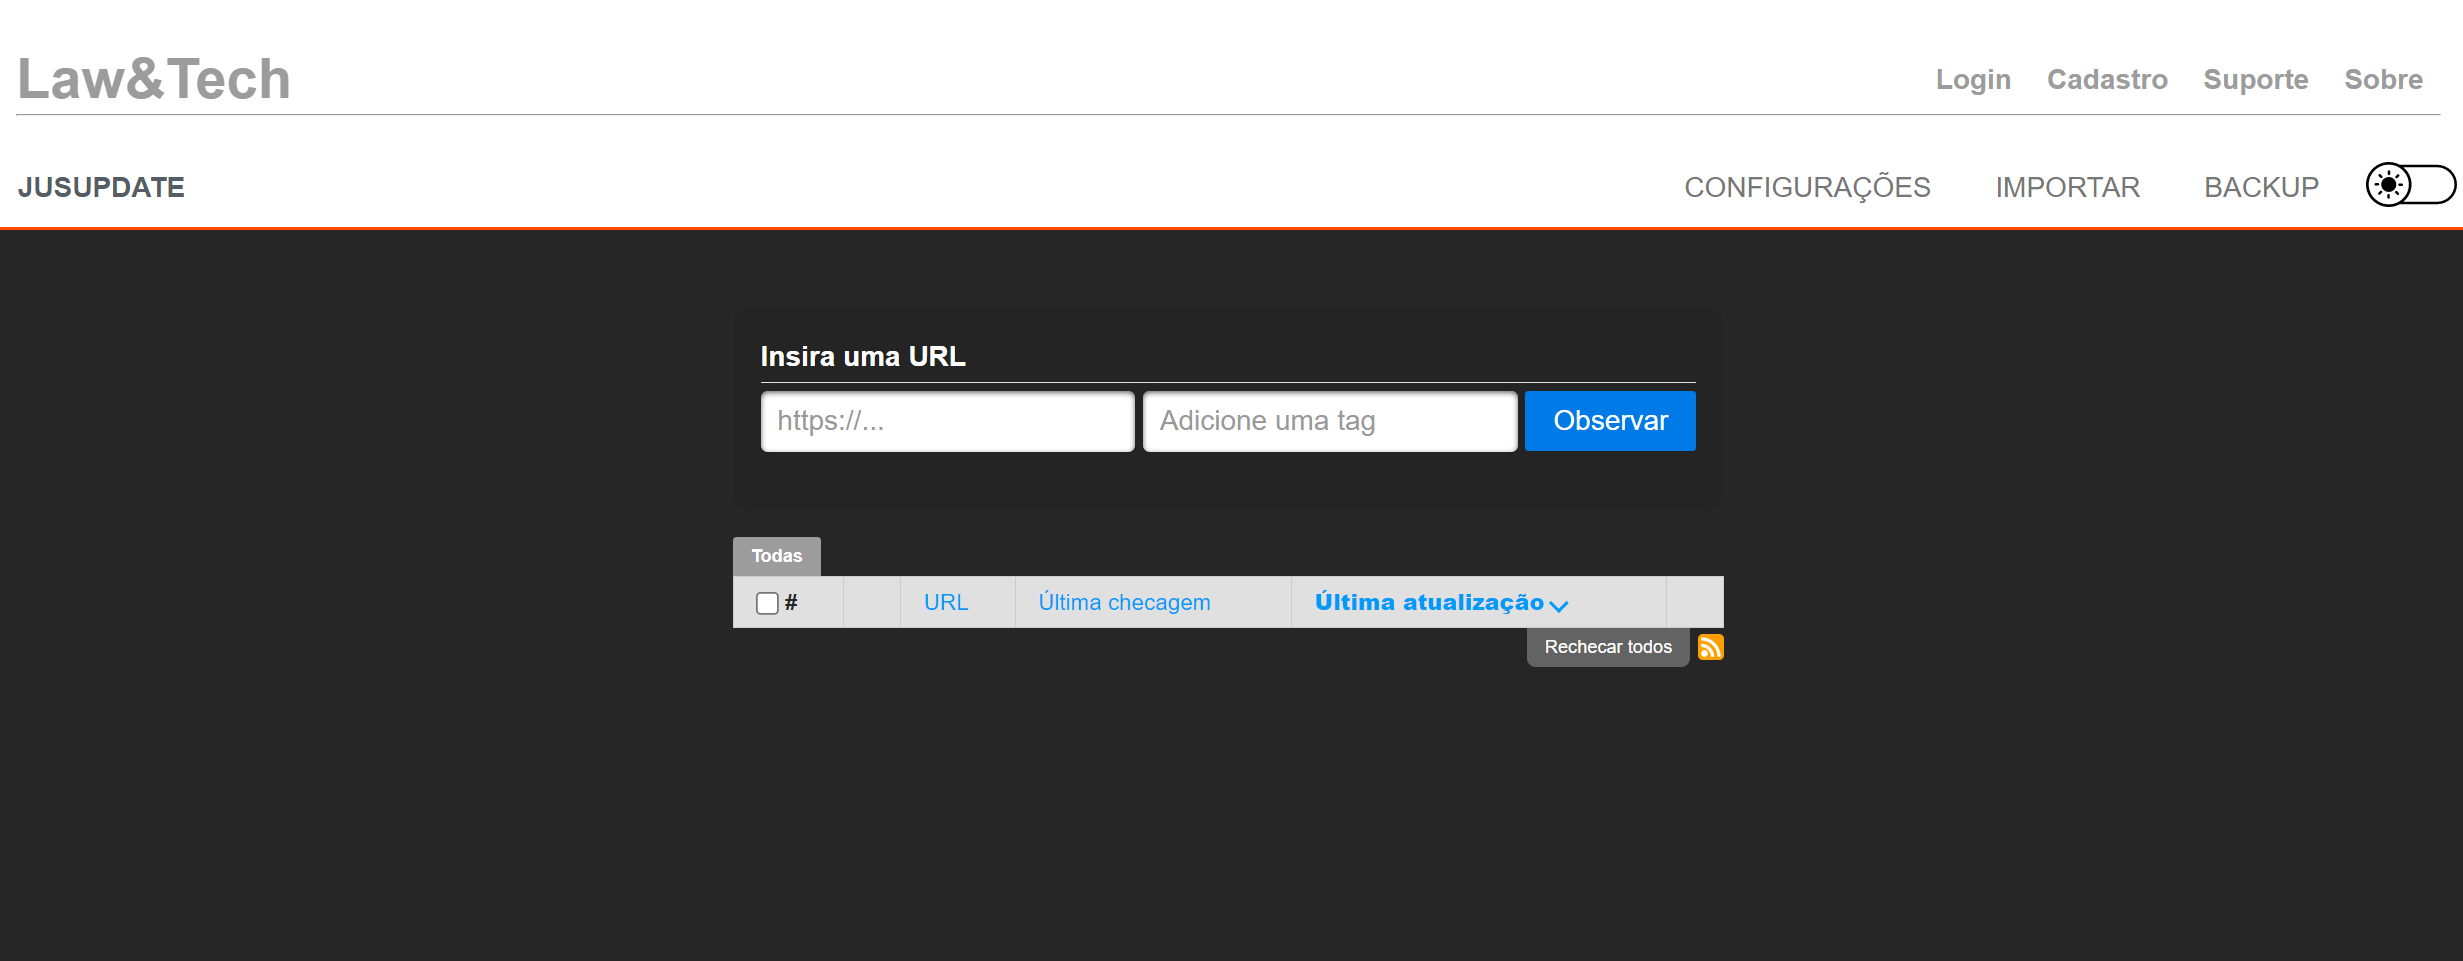 Law&Tech
Login Cadastro Suporte Sobre
JUSUPDATE
CONFIGURAÇÕES IMPORTAR BACKUP
Insira uma URL
https://... Adicione uma tag Observar
Todas
# URL Última checagem Última atualização
Rechecar todos